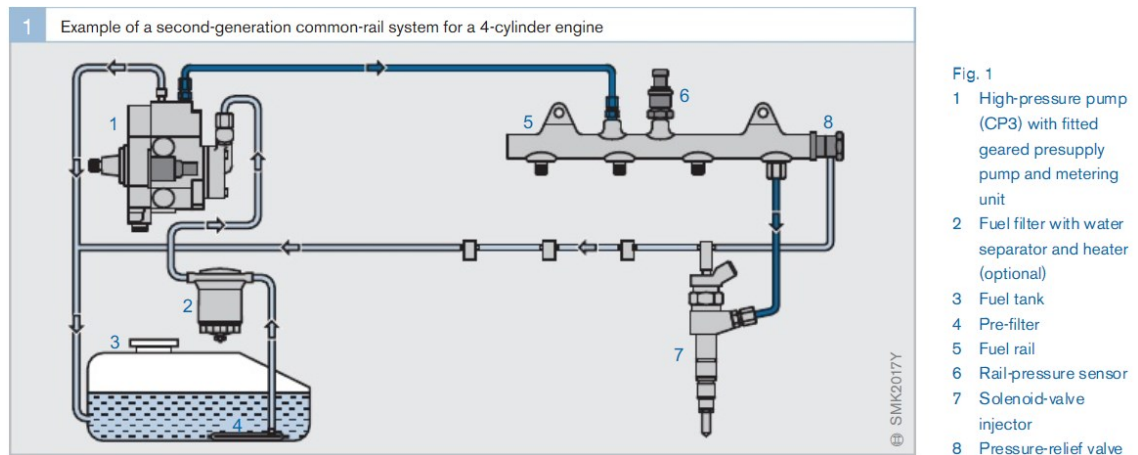 1 Example of a second-generation common-rail system for a 4-cylinder engine
1
2
3
4
5
6
7
8
© SMK2017Y
Fig. 1
1 High-pressure pump
(CP3) with fitted
geared presupply
pump and metering
unit
2 Fuel filter with water
separator and heater
(optional)
3 Fuel tank
4 Pre-filter
5 Fuel rail
6 Rail-pressure sensor
7 Solenoid-valve
injector
8 Pressure-relief valve